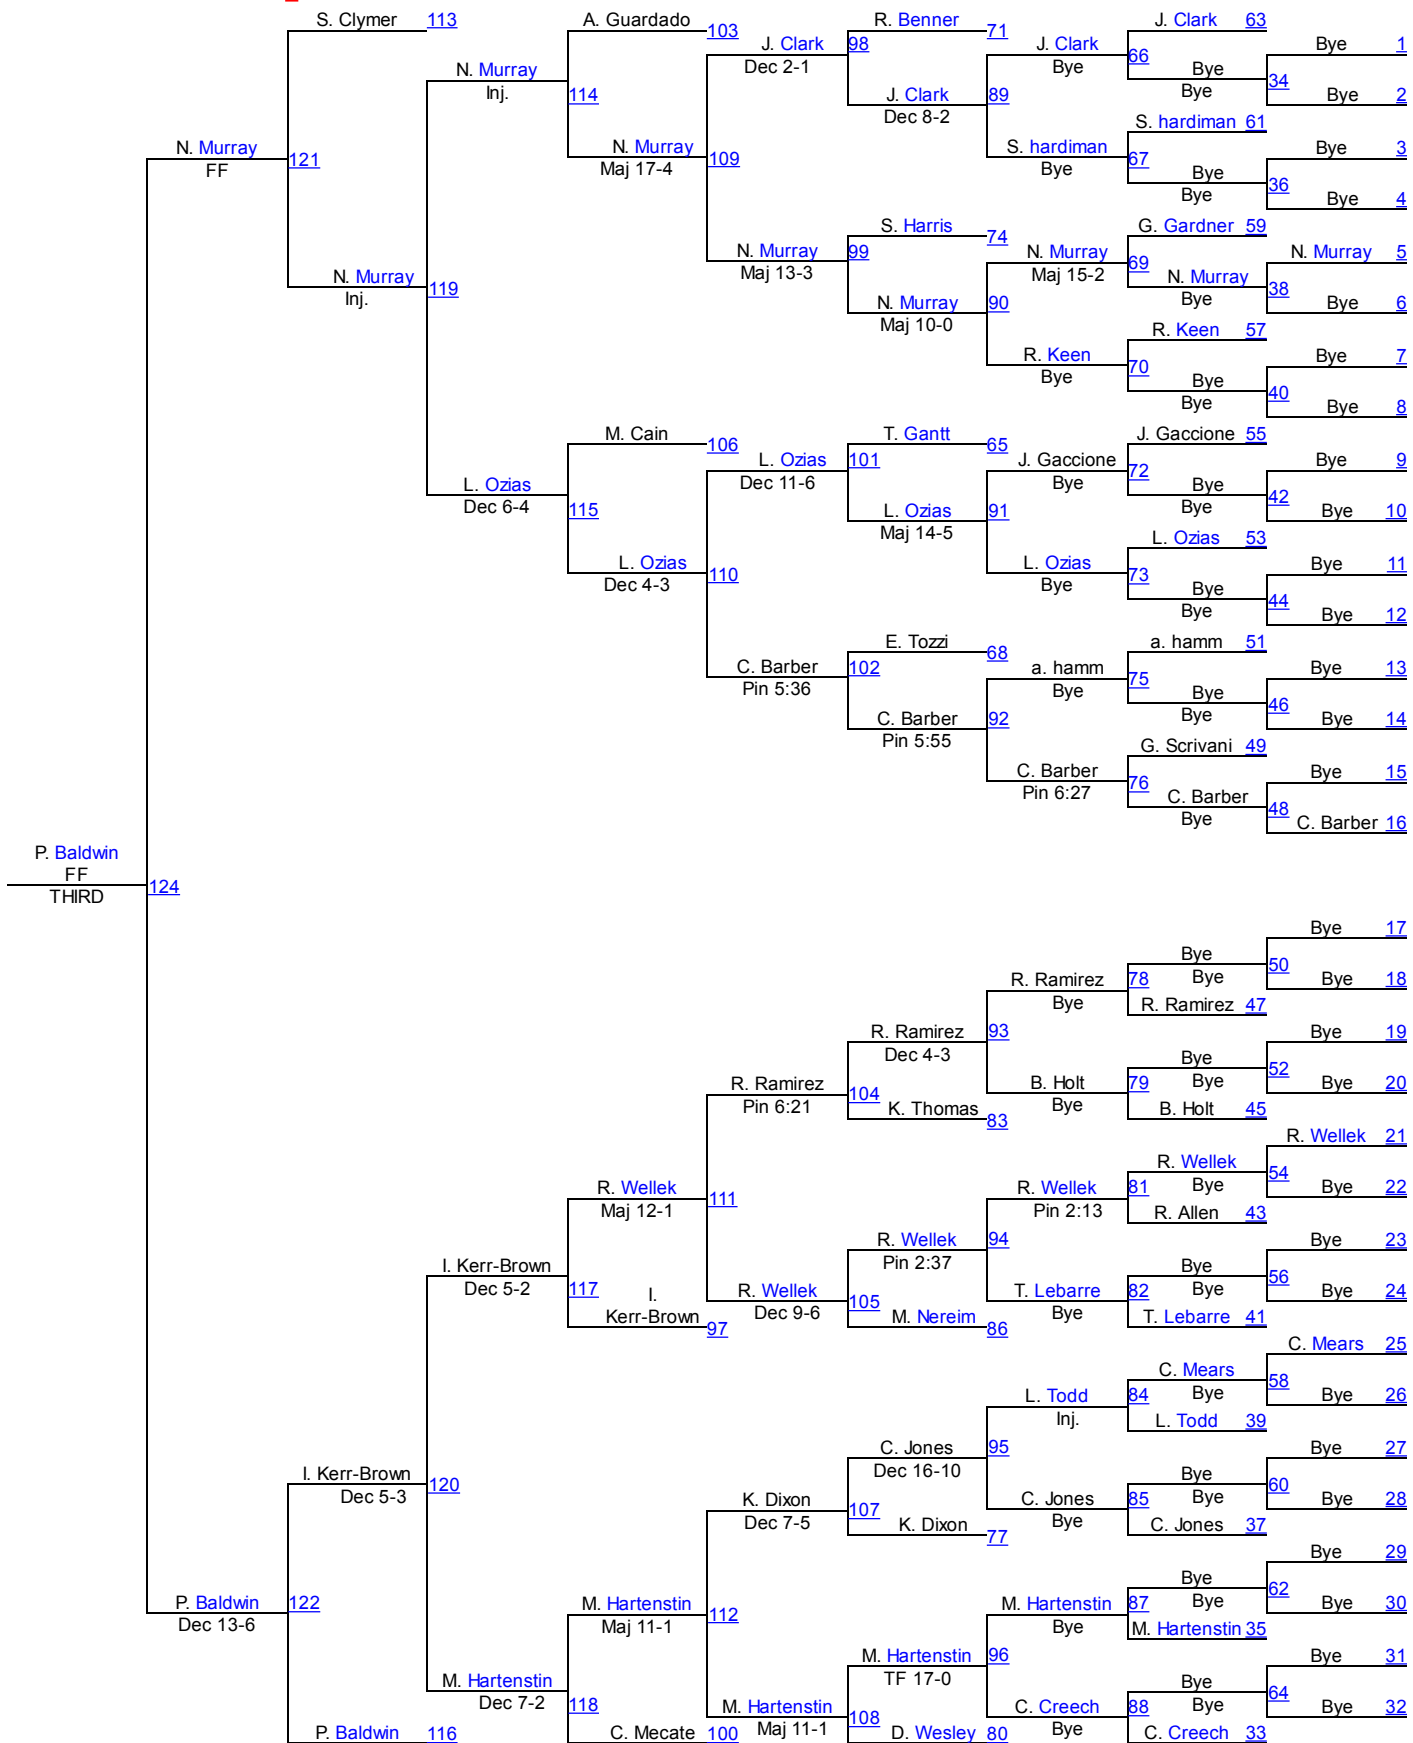 S. Clymer 113
A. Guardado 103
R. Benner 71
J. Clark 63
J. Clark 98
Dec 2-1
J. Clark 66
Bye
Bye 1
N. Murray
Inj.
114
Bye
Bye
34
J. Clark 89
Dec 8-2
Bye 2
S. hardiman 61
N. Murray
FF
121
N. Murray 109
Maj 17-4
S. hardiman 67
Bye
Bye 3
Bye
Bye
36
Bye 4
S. Harris 74
G. Gardner 59
N. Murray 99
Maj 13-3
N. Murray 69
Maj 15-2
N. Murray 5
N. Murray 119
Inj.
N. Murray 38
Bye
N. Murray 90
Maj 10-0
Bye 6
R. Keen 57
R. Keen 70
Bye
Bye 7
Bye
Bye
40
Bye 8
M. Cain 106
T. Gantt 65
J. Gaccione 55
L. Ozias 101
Dec 11-6
J. Gaccione 72
Bye
Bye 9
L. Ozias
Dec 6-4
115
Bye
Bye
42
L. Ozias 91
Maj 14-5
Bye 10
L. Ozias 53
L. Ozias 110
Dec 4-3
L. Ozias 73
Bye
Bye 11
Bye
Bye
44
Bye 12
E. Tozzi 68
a. hamm 51
C. Barber 102
Pin 5:36
a. hamm 75
Bye
Bye 13
Bye
Bye
46
C. Barber 92
Pin 5:55
Bye 14
G. Scrivani 49
C. Barber 76
Pin 6:27
Bye 15
C. Barber 48
Bye
C. Barber 16
P. Baldwin
FF
THIRD
124
Bye 17
Bye
Bye
50
R. Ramirez 78
Bye
Bye 18
R. Ramirez 47
R. Ramirez 93
Dec 4-3
Bye 19
Bye
Bye
52
R. Ramirez 104
Pin 6:21
B. Holt 79
Bye
Bye 20
K. Thomas 83
B. Holt 45
R. Wellek 21
R. Wellek 54
Bye
R. Wellek 111
Maj 12-1
R. Wellek 81
Pin 2:13
Bye 22
R. Allen 43
R. Wellek 94
Pin 2:37
Bye 23
I. Kerr-Brown
Dec 5-2
117
Bye
Bye
56
R. Wellek 105
Dec 9-6
T. Lebarre 82
Bye
Bye 24
I.
Kerr-Brown 97
M. Nereim 86
T. Lebarre 41
C. Mears 25
C. Mears 58
Bye
L. Todd 84
Inj.
Bye 26
L. Todd 39
C. Jones 95
Dec 16-10
Bye 27
I. Kerr-Brown 120
Dec 5-3
Bye
Bye
60
K. Dixon 107
Dec 7-5
C. Jones 85
Bye
Bye 28
K. Dixon 77
C. Jones 37
Bye 29
Bye
Bye
62
P. Baldwin 122
Dec 13-6
M. Hartenstin 112
Maj 11-1
M. Hartenstin 87
Bye
Bye 30
M. Hartenstin 35
M. Hartenstin 96
TF 17-0
Bye 31
M. Hartenstin 118
Dec 7-2
Bye
Bye
64
M. Hartenstin 108
Maj 11-1
C. Creech 88
Bye
Bye 32
P. Baldwin 116
C. Mecate 100
D. Wesley 80
C. Creech 33